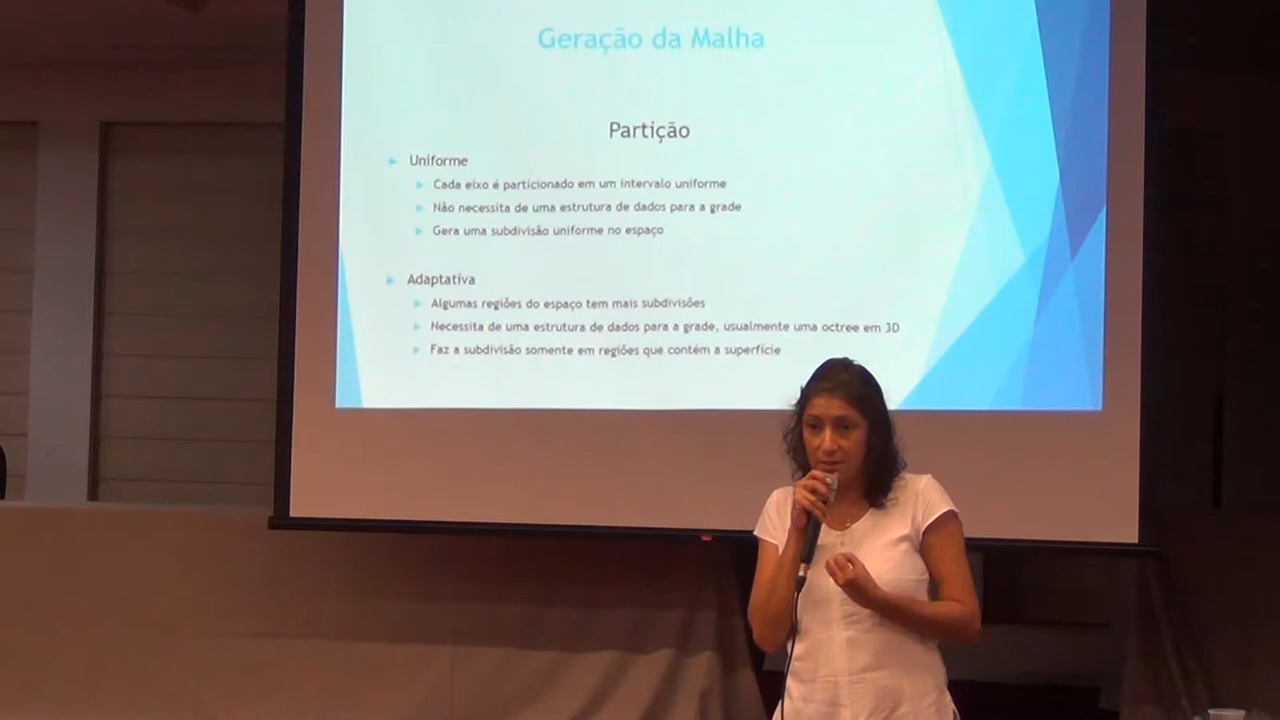 Geração da Malha
Partição
Uniforme
Cada eixo é particionado em um intervalo uniforme
Não necessita de uma estrutura de dados para a grade
Gera uma subdivisão uniforme no espaço
Adaptativa
Algumas regiões do espaço tem mais subdivisões
Necessita de uma estrutura de dados para a grade, usualmente uma octree em 3D
Faz a subdivisão somente em regiões que contém a superfície